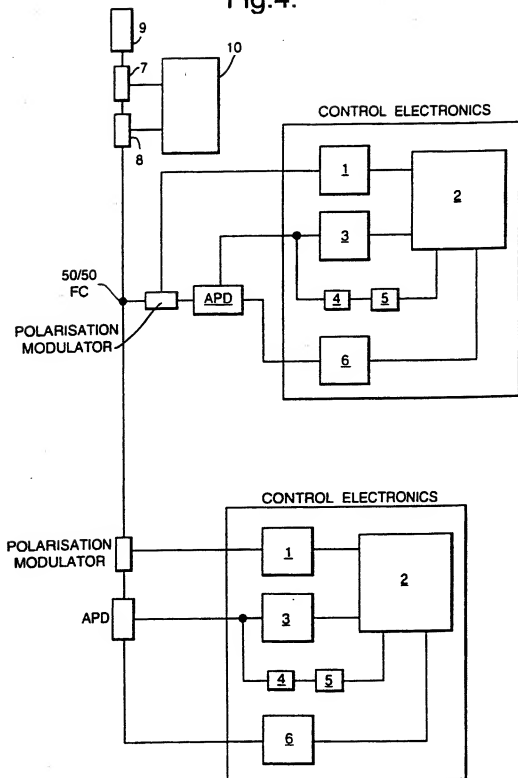 Fig.4.
9
7
10
8
CONTROL ELECTRONICS
1
2
3
50/50
FC
APD
4
5
POLARISATION
MODULATOR
6
CONTROL ELECTRONICS
POLARISATION
MODULATOR
1
2
APD
3
4
5
6